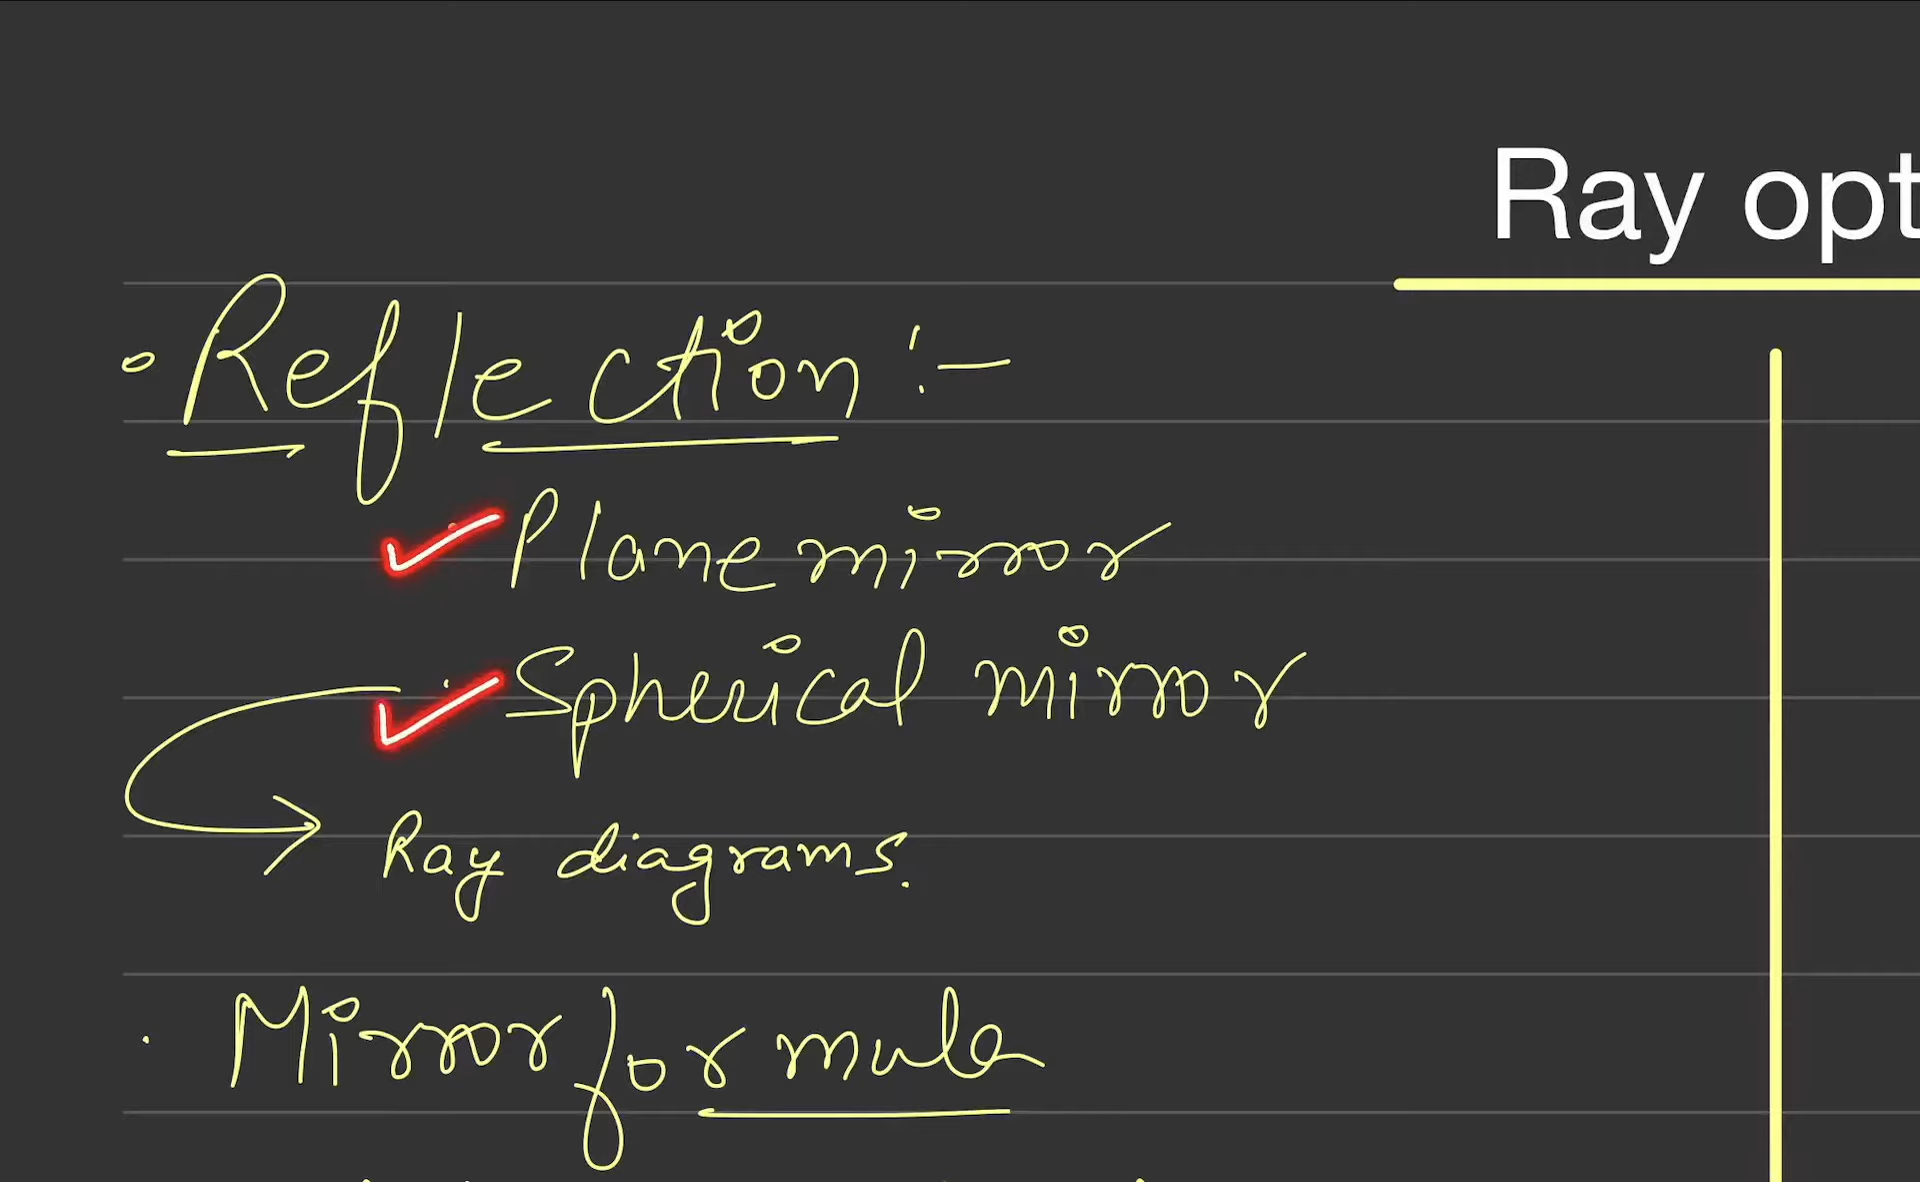 Ray opt
• Reflection :-
Plane mirror
Spherical mirror
Ray diagrams.
· Mirror formula